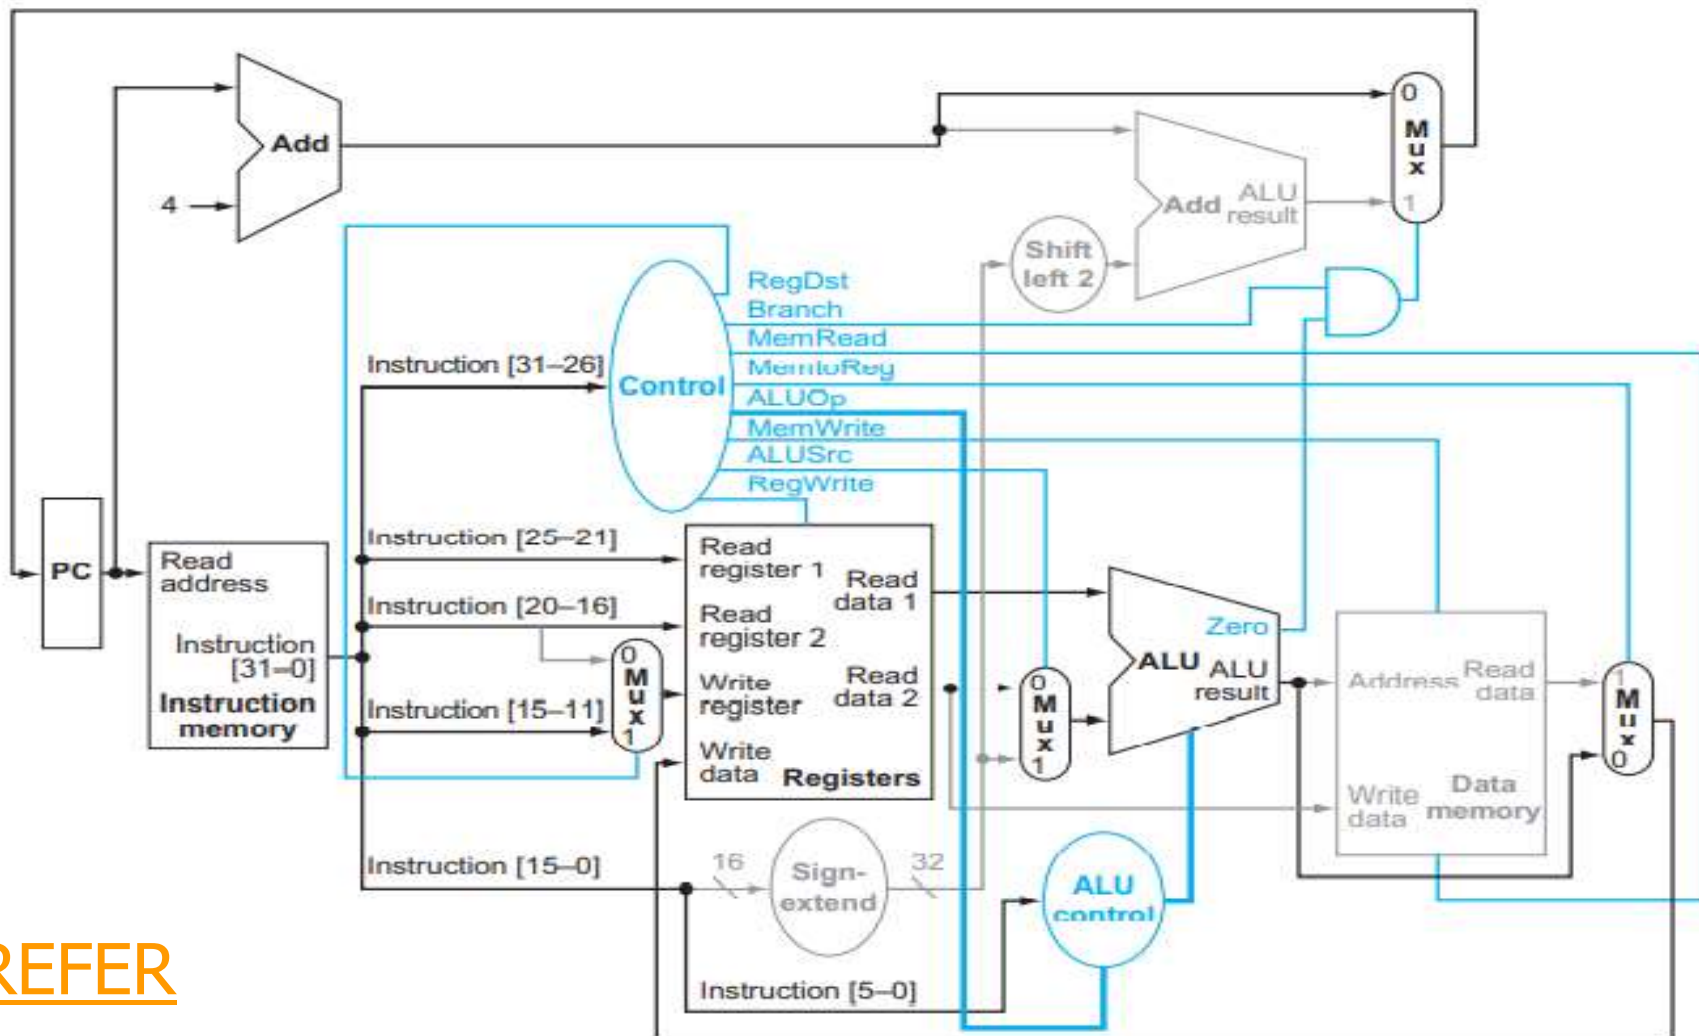 0
M
u
x
1
Add
4
Add
ALU
result
Shift
left 2
RegDst
Branch
MemRead
MemtoReg
ALUOp
MemWrite
ALUSrc
RegWrite
Instruction [31–26]
Control
Instruction [25–21]
Instruction [20–16]
Instruction [15–11]
Instruction [15–0]
Instruction [5–0]
PC
Read
address
Instruction
[31–0]
Instruction
memory
0
M
u
x
1
Read
register 1
Read
register 2
Write
register
Write
data
Read
data 1
Read
data 2
Registers
0
M
u
x
1
Zero
ALU
ALU
result
Address
Read
data
Write
data
Data
memory
1
M
u
x
0
16
Sign-
extend
32
ALU
control
REFER